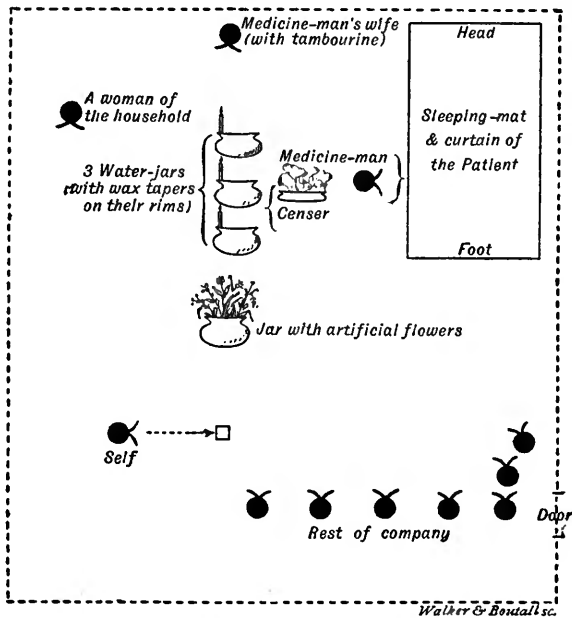 Medicine-man's wife
(with tambourine)
Head
A woman of
the household
Sleeping-mat
& curtain of
the Patient
3 Water-jars
(with wax tapers
on their rims)
Medicine-man
Censer
Foot
Jar with artificial flowers
Self
Door
Rest of company
Walker & Boutall sc.